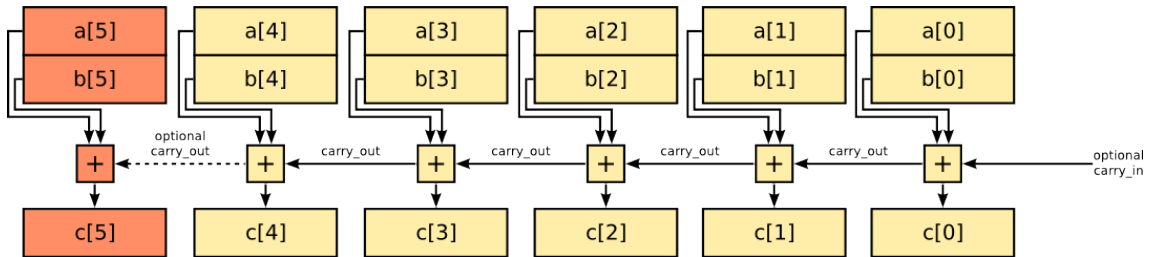 a[5] a[4] a[3] a[2] a[1] a[0]
b[5] b[4] b[3] b[2] b[1] b[0]
optional
carry_out carry_out carry_out carry_out carry_out
+ + + + + + optional
carry_in
c[5] c[4] c[3] c[2] c[1] c[0]